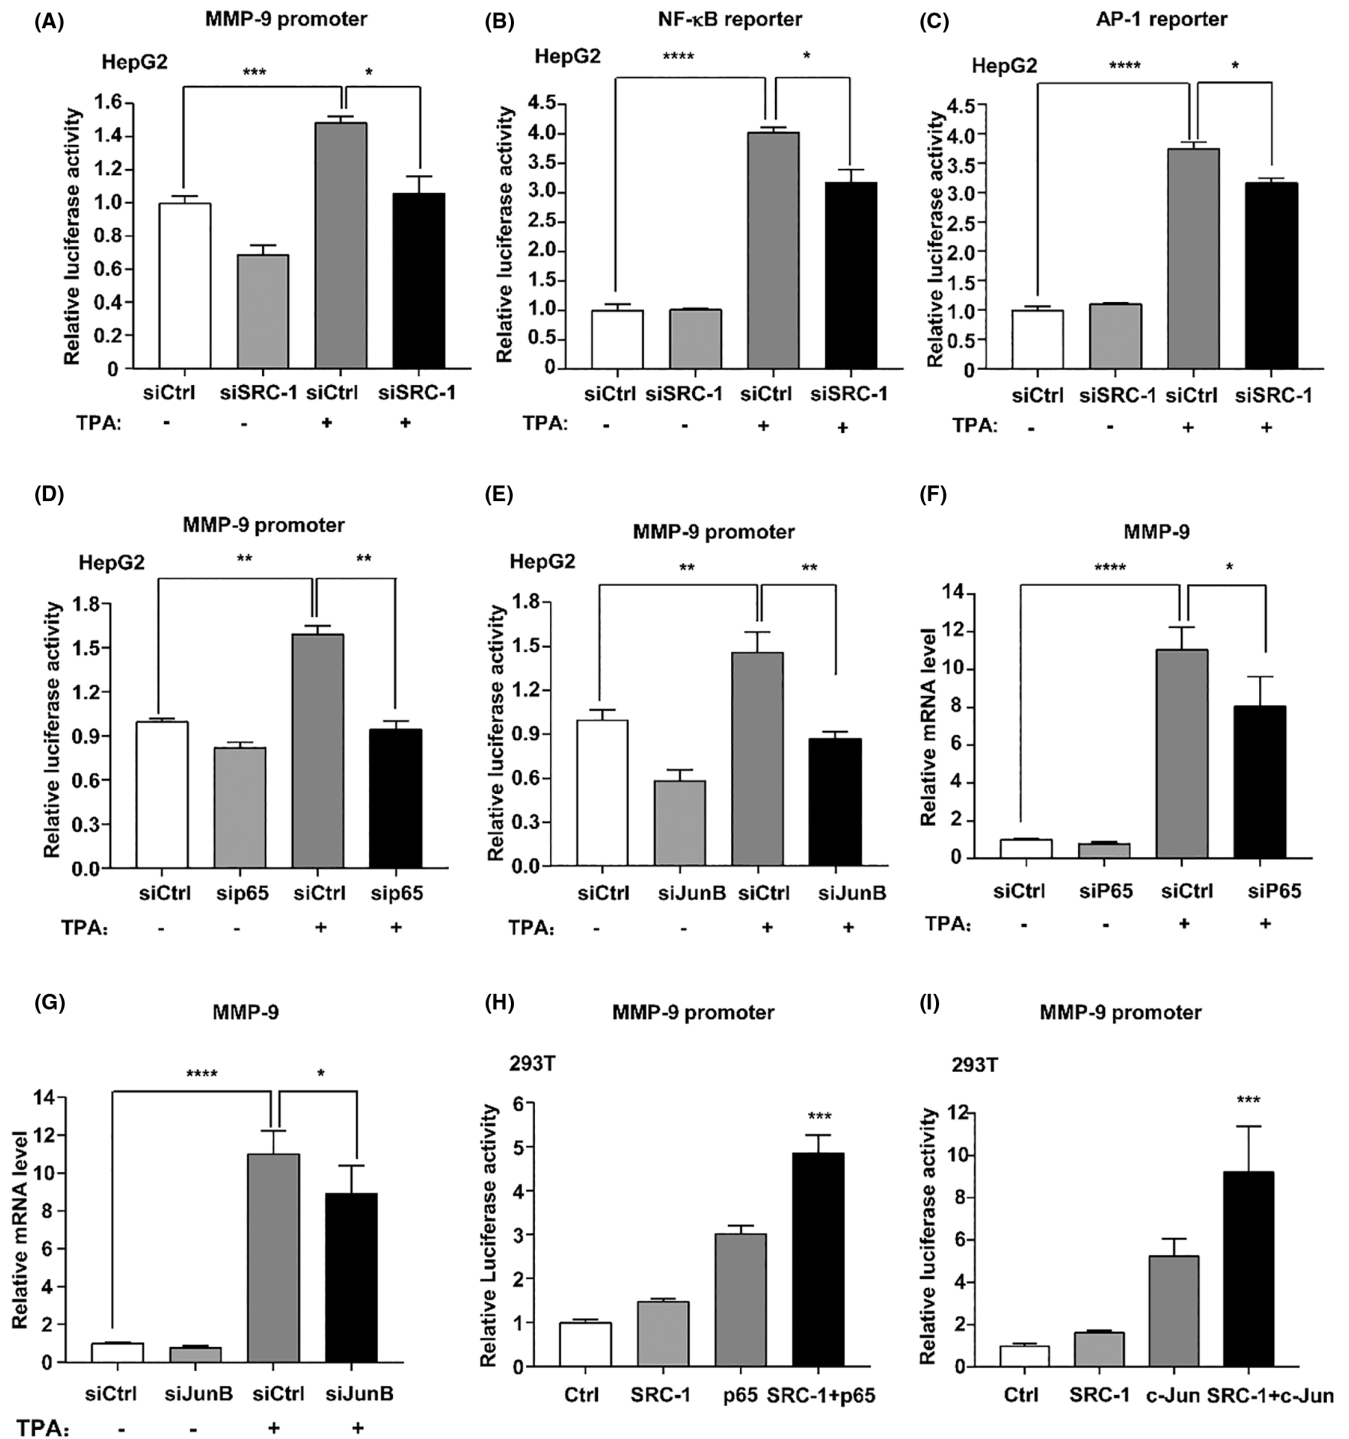 (A) MMP-9 promoter
HepG2
*** *
Relative luciferase activity
1.6
1.4
1.2
1.0
0.8
0.6
0.4
0.2
0
siCtrl siSRC-1 siCtrl siSRC-1
TPA: - - + +
(B) NF-κB reporter
HepG2
**** *
Relative luciferase activity
4.5
4.0
3.5
3.0
2.5
2.0
1.5
1.0
0.5
0
siCtrl siSRC-1 siCtrl siSRC-1
TPA: - - + +
(C) AP-1 reporter
HepG2
**** *
Relative luciferase activity
4.5
4.0
3.5
3.0
2.5
2.0
1.5
1.0
0.5
0
siCtrl siSRC-1 siCtrl siSRC-1
TPA: - - + +
(D)
MMP-9 promoter
HepG2
** **
Relative luciferase activity
1.8
1.5
1.2
0.9
0.6
0.3
0.0
siCtrl sip65 siCtrl sip65
TPA: - - + +
(E)
MMP-9 promoter
HepG2
** **
Relative luciferase activity
1.8
1.5
1.2
0.9
0.6
0.3
0.0
siCtrl siJunB siCtrl siJunB
TPA: - - + +
(F)
MMP-9
**** *
Relative mRNA level
14
12
10
8
6
4
2
0
siCtrl siP65 siCtrl siP65
TPA: - - + +
(G) MMP-9
**** *
Relative mRNA level
14
12
10
8
6
4
2
0
siCtrl siJunB siCtrl siJunB
TPA: - - + +
(H) MMP-9 promoter
293T
***
Relative Luciferase activity
6
5
4
3
2
1
0
Ctrl SRC-1 p65 SRC-1+p65
(I) MMP-9 promoter
293T
***
Relative luciferase activity
12
10
8
6
4
2
0
Ctrl SRC-1 c-Jun SRC-1+c-Jun